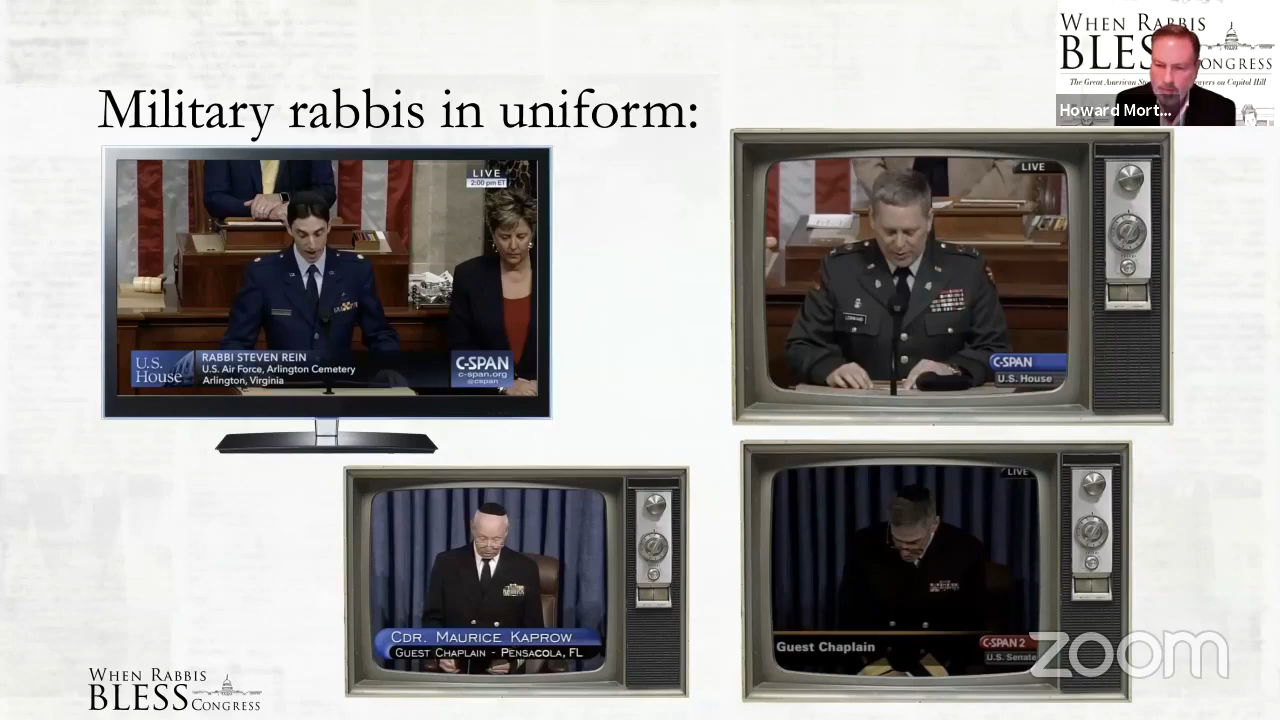 WHEN RABBIS
BLES
CONGRESS
Howard Mort...
Military rabbis in uniform:
LIVE
2:00 pm ET
U.S.
House
RABBI STEVEN REIN
U.S. Air Force, Arlington Cemetery
Arlington, Virginia
C-SPAN
c-span.org
@cspan
LIVE
C-SPAN
U.S. House
CDR. MAURICE KAPROW
GUEST CHAPLAIN - PENSACOLA, FL
LIVE
Guest Chaplain
C-SPAN 2
U.S. Senate
zoom
WHEN RABBIS
BLESS CONGRESS